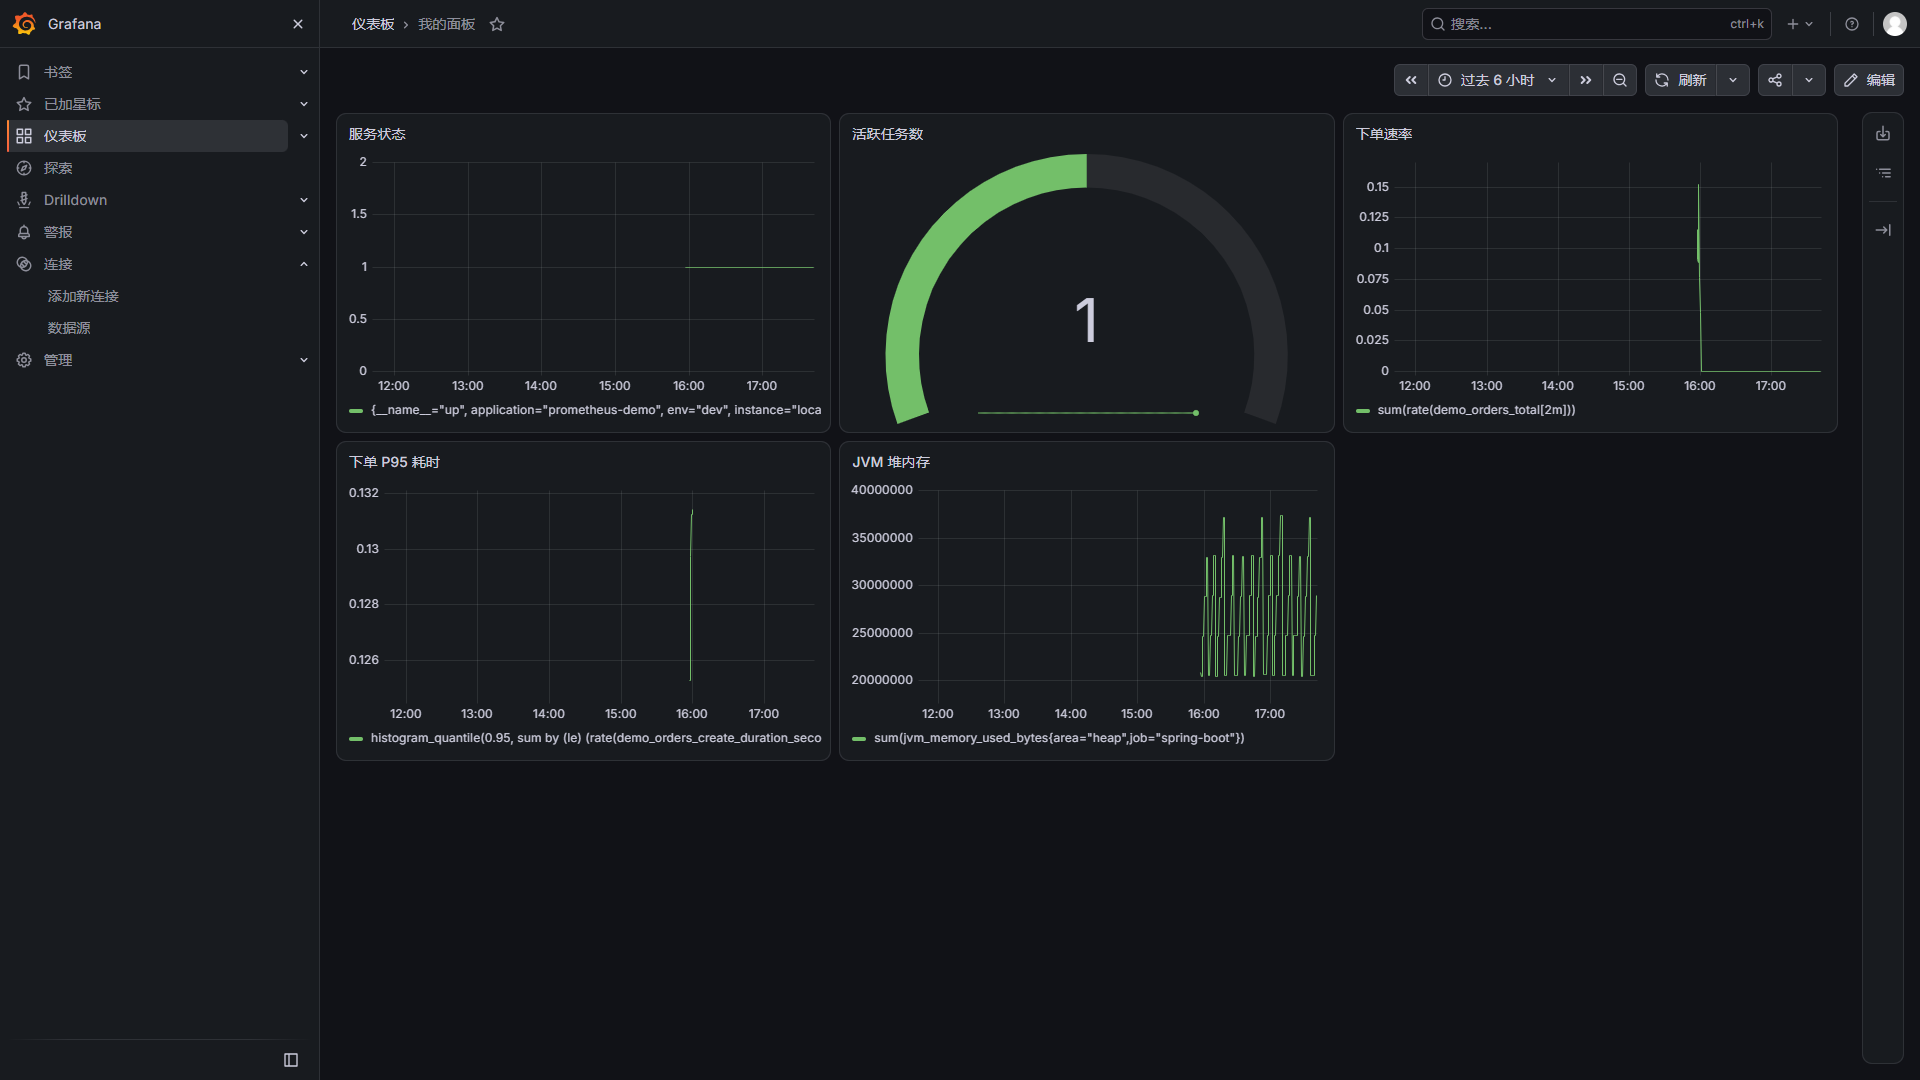 Grafana
仪表板 › 我的面板
搜索...
ctrl+k
书签
已加星标
仪表板
探索
Drilldown
警报
连接
添加新连接
数据源
管理
过去 6 小时
刷新
编辑
服务状态
2
1.5
1
0.5
0
12:00 13:00 14:00 15:00 16:00 17:00
{__name__="up", application="prometheus-demo", env="dev", instance="loca
活跃任务数
1
下单速率
0.15
0.125
0.1
0.075
0.05
0.025
0
12:00 13:00 14:00 15:00 16:00 17:00
sum(rate(demo_orders_total[2m]))
下单 P95 耗时
0.132
0.13
0.128
0.126
12:00 13:00 14:00 15:00 16:00 17:00
histogram_quantile(0.95, sum by (le) (rate(demo_orders_create_duration_seco
JVM 堆内存
40000000
35000000
30000000
25000000
20000000
12:00 13:00 14:00 15:00 16:00 17:00
sum(jvm_memory_used_bytes{area="heap",job="spring-boot"})